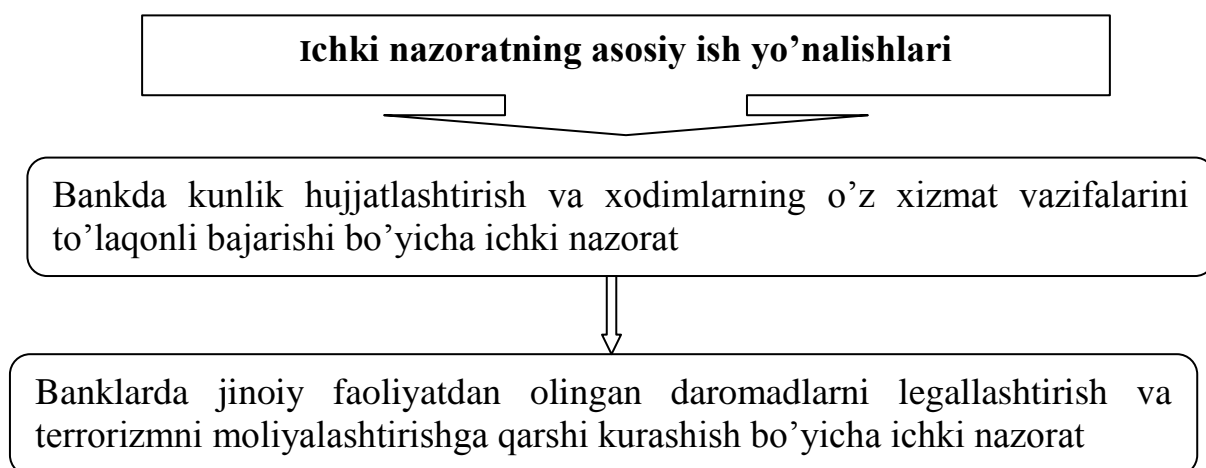 Ichki nazoratning asosiy ish yo’nalishlari
Bankda kunlik hujjatlashtirish va xodimlarning o’z xizmat vazifalarini
to’laqonli bajarishi bo’yicha ichki nazorat
Banklarda jinoiy faoliyatdan olingan daromadlarni legallashtirish va
terrorizmni moliyalashtirishga qarshi kurashish bo’yicha ichki nazorat